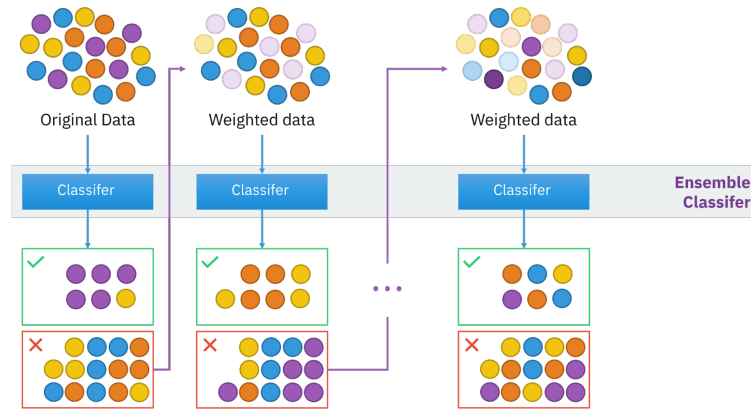 Original Data
Weighted data
Weighted data
Classifer
Classifer
Classifer
Ensemble
Classifer